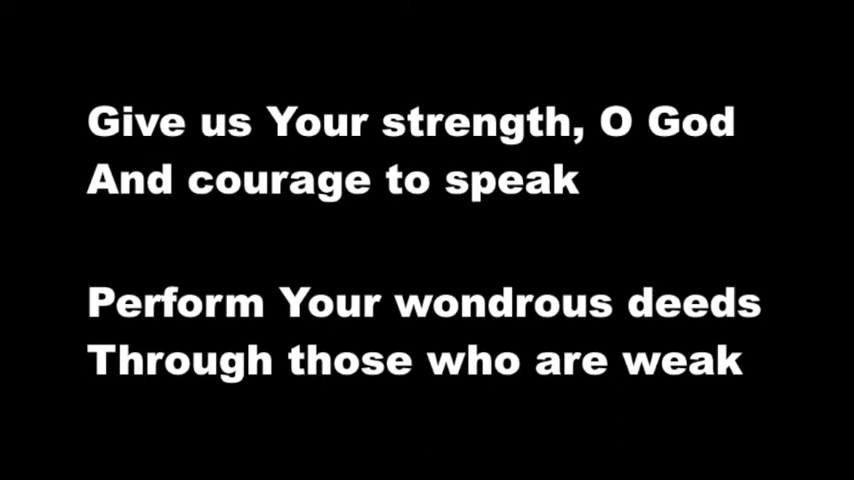 Give us Your strength, O God
And courage to speak
Perform Your wondrous deeds
Through those who are weak